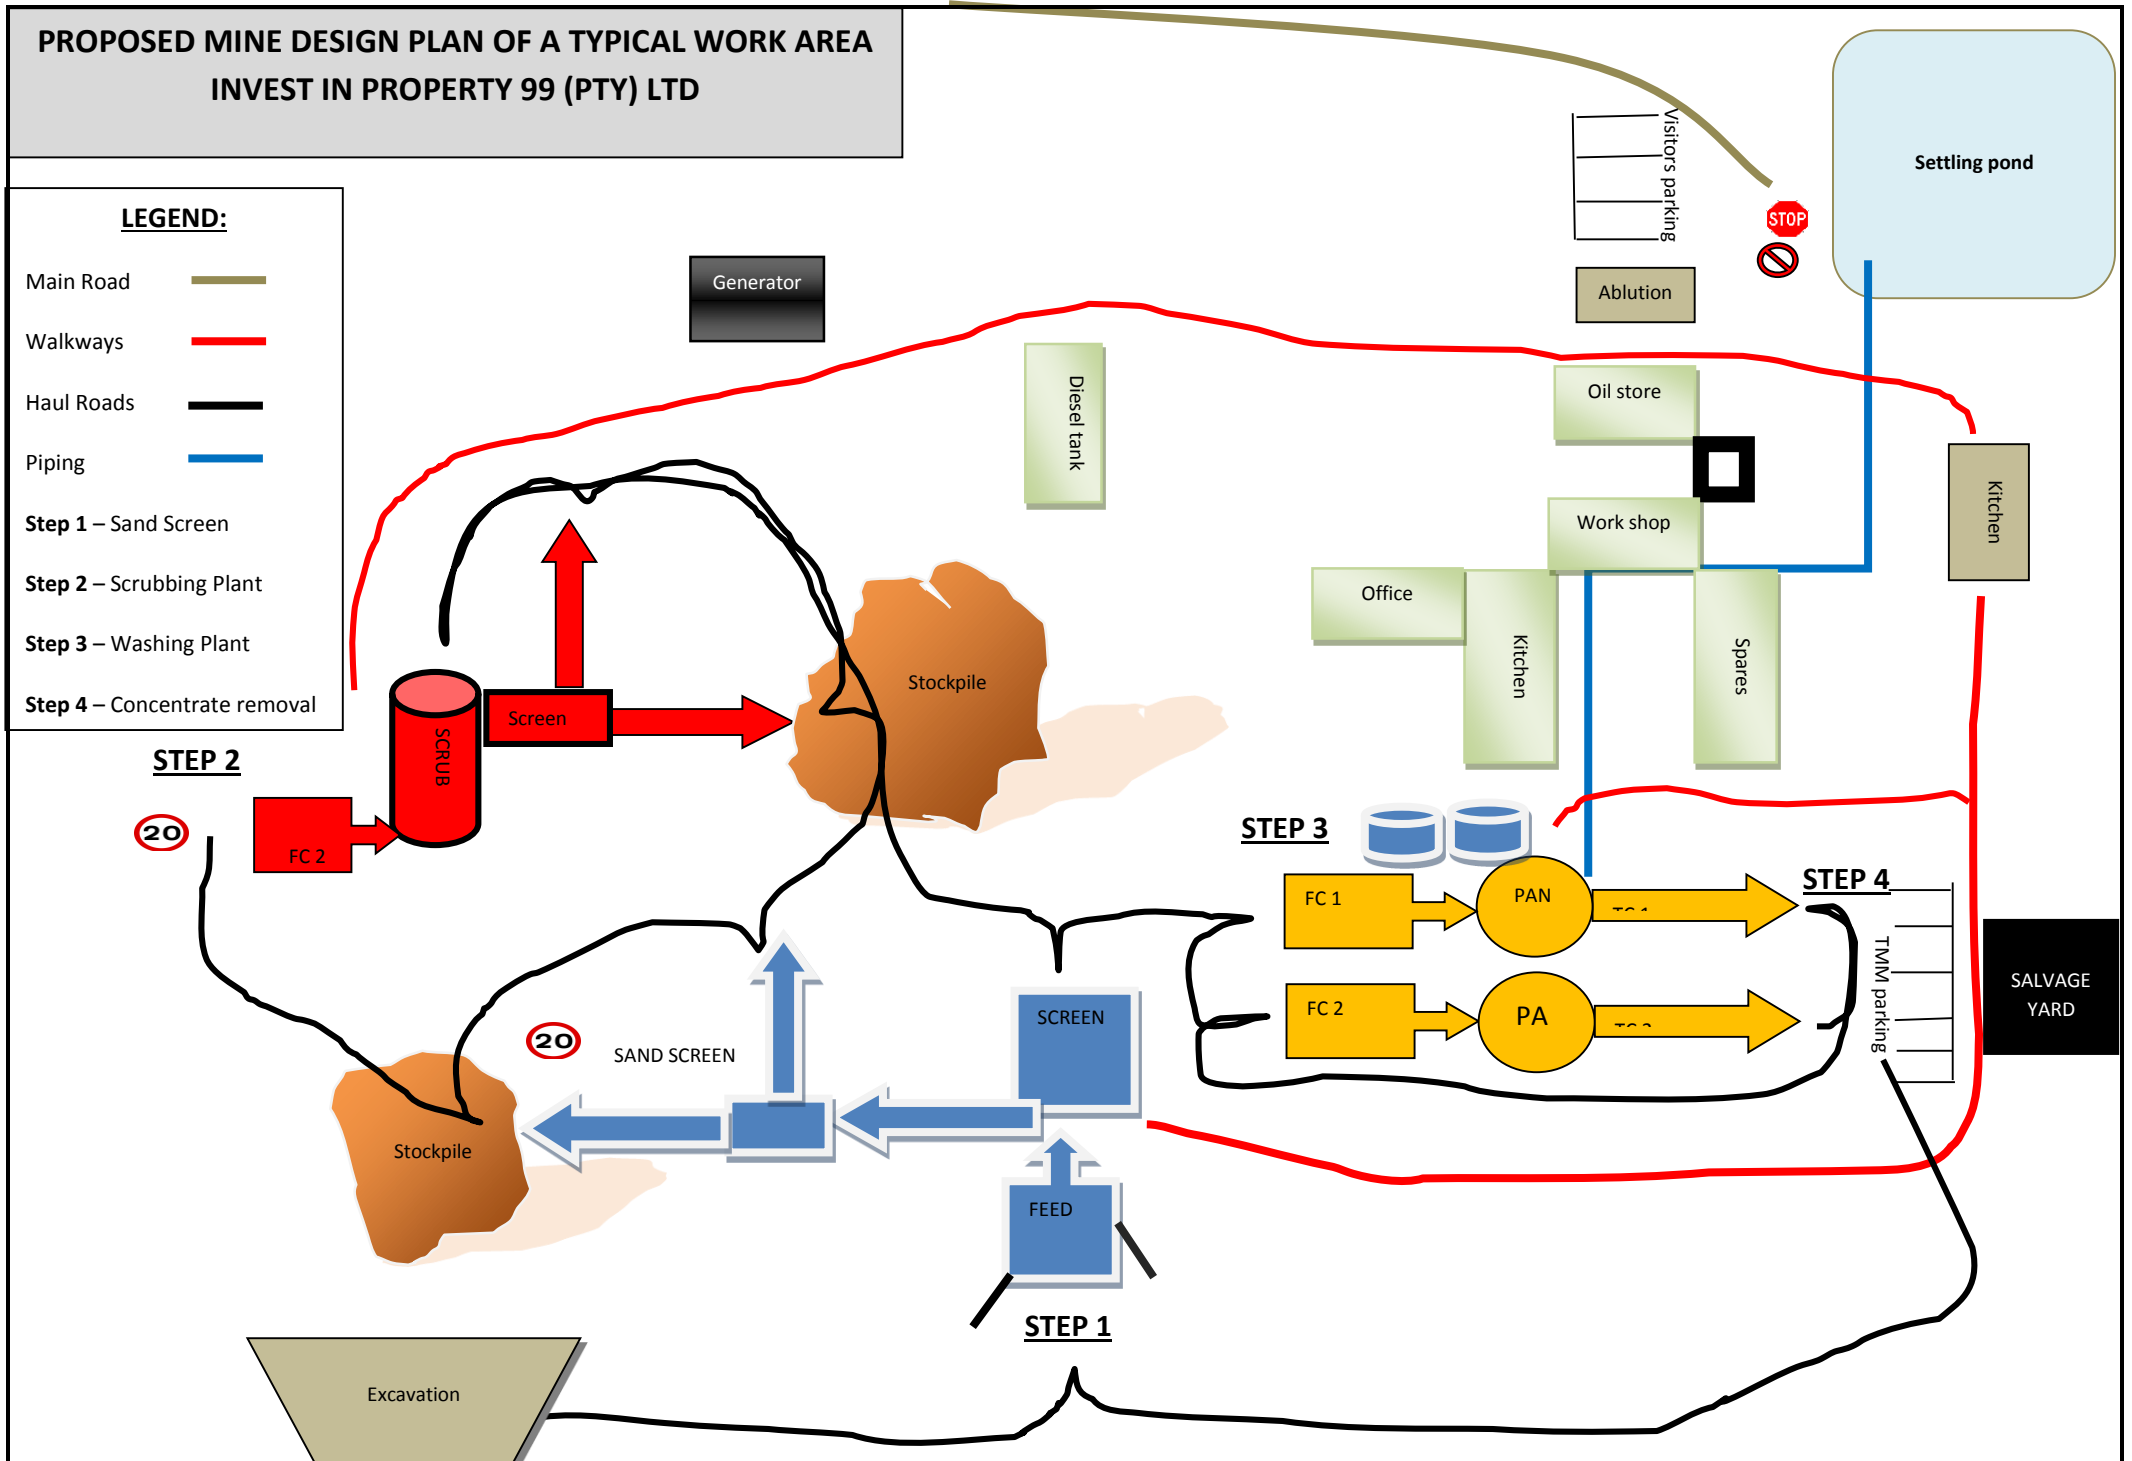 PROPOSED MINE DESIGN PLAN OF A TYPICAL WORK AREA
INVEST IN PROPERTY 99 (PTY) LTD
LEGEND:
Main Road
Walkways
Haul Roads
Piping
Step 1 – Sand Screen
Step 2 – Scrubbing Plant
Step 3 – Washing Plant
Step 4 – Concentrate removal
Visitors parking
Settling pond
STOP
Generator
Ablution
Diesel tank
Oil store
Kitchen
Work shop
Office
Kitchen
Spares
Stockpile
Screen
SCRUB
STEP 2
20
FC 2
STEP 3
STEP 4
FC 1
PAN
FC 2
PA
TMM parking
SALVAGE
YARD
SCREEN
20
SAND SCREEN
Stockpile
FEED
STEP 1
Excavation